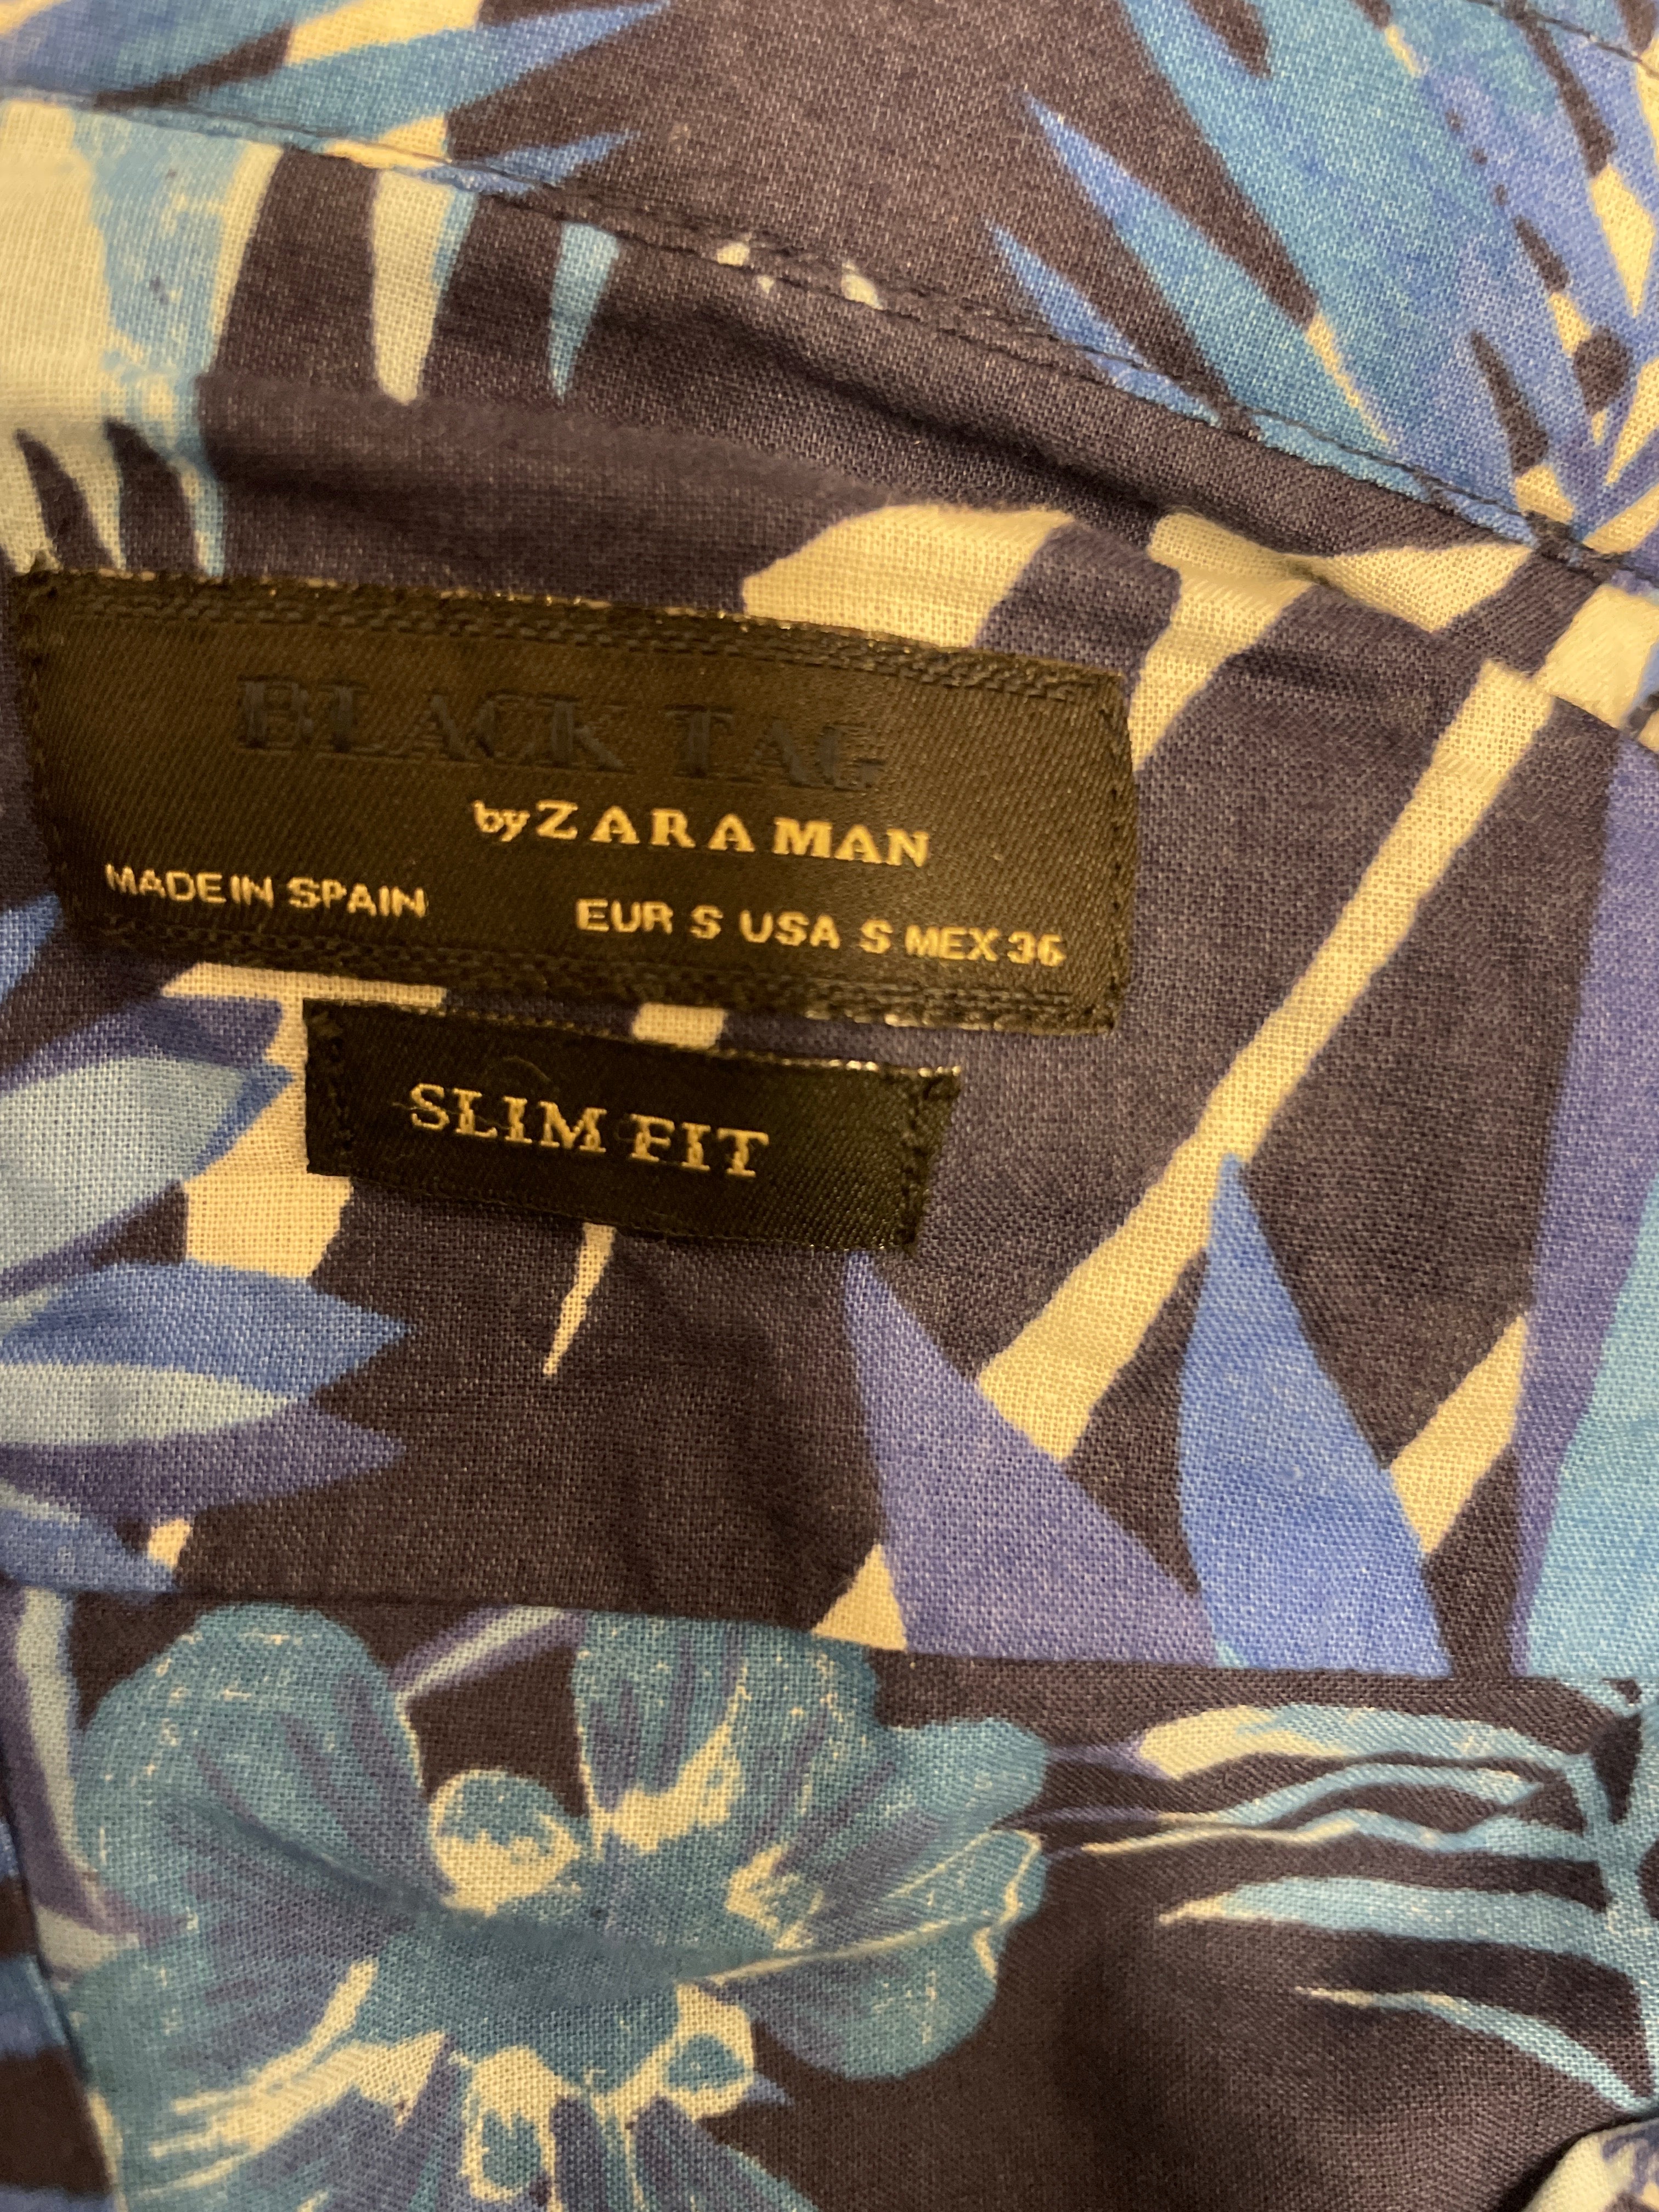 BLACK TAG
by ZARA MAN
MADE IN SPAIN EUR S USA S MEX 36
SLIM FIT